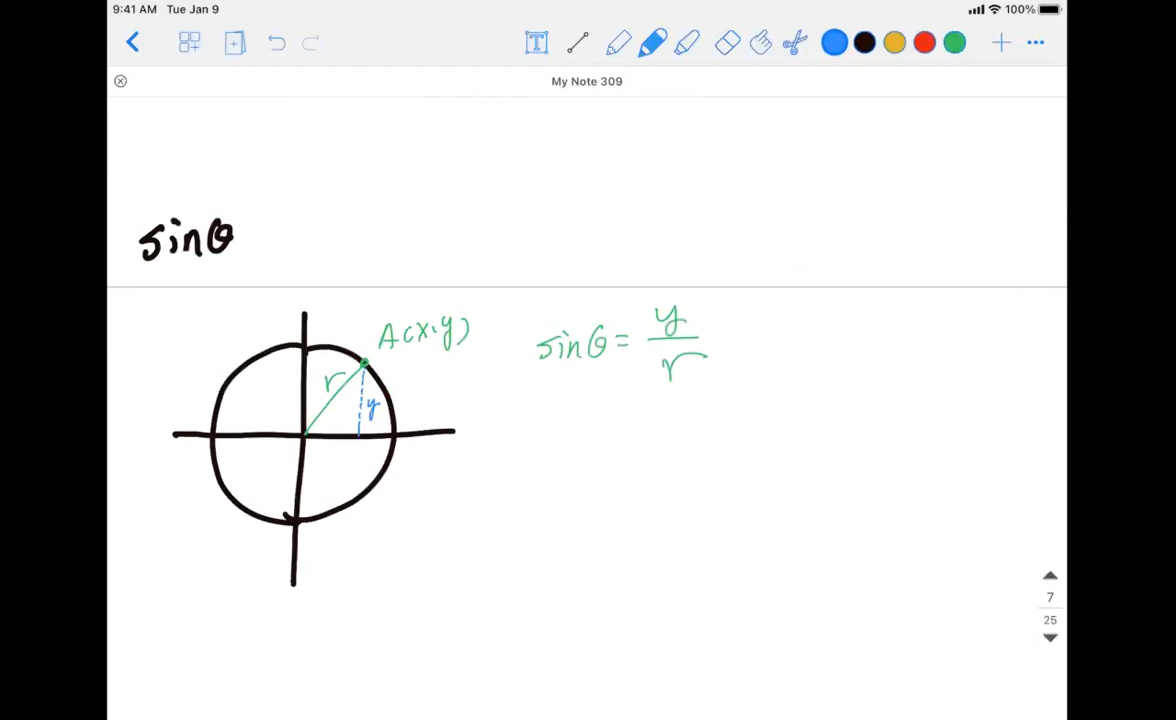 9:41 AM Tue Jan 9
100%
T
My Note 309
sinθ
A(x,y)
sinθ = y/r
r
y
7
25